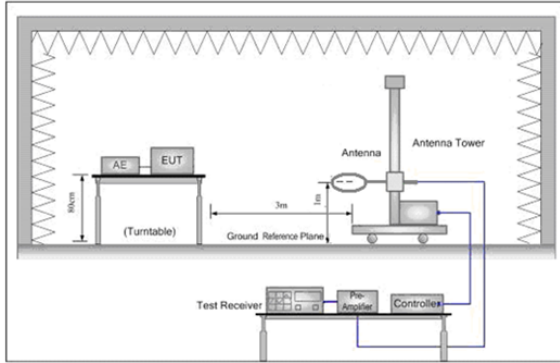 Antenna Tower
Antenna
EUT
AE
80cm
3m
1m
(Turntable)
Ground Reference Plane
Test Receiver
Pre-
Amplifier
Controller